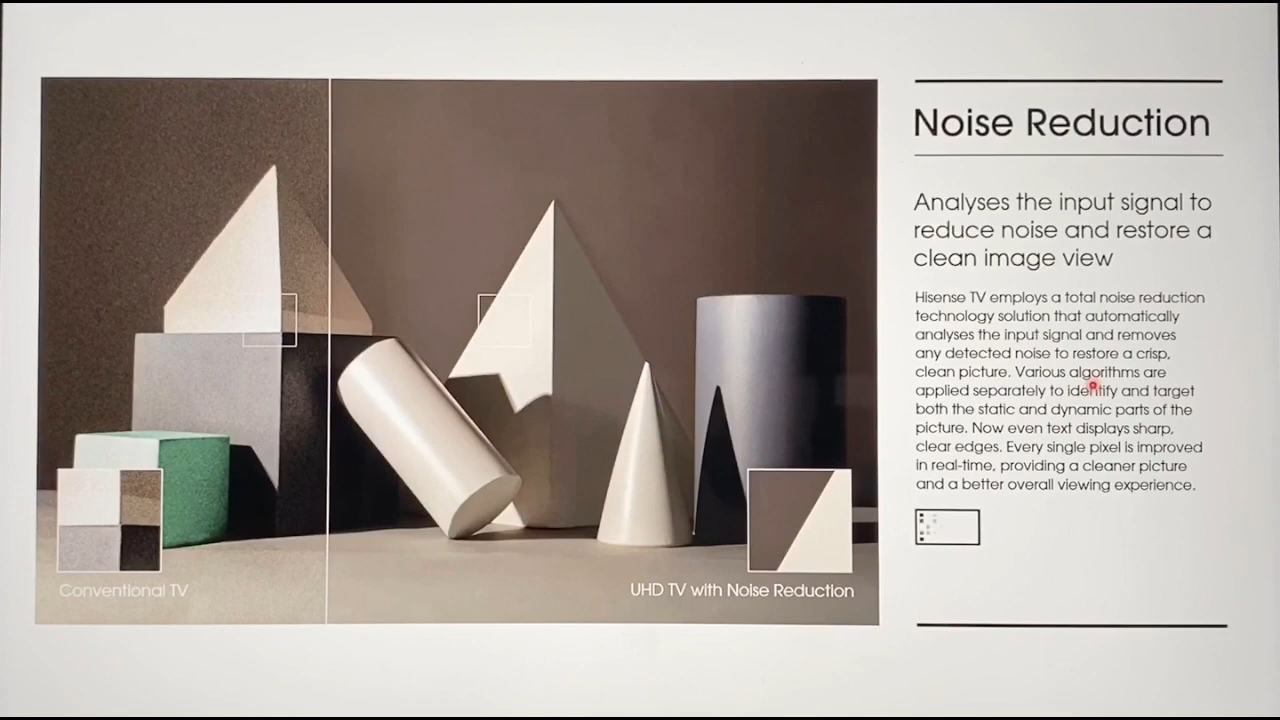 Noise Reduction
Analyses the input signal to
reduce noise and restore a
clean image view
Hisense TV employs a total noise reduction
technology solution that automatically
analyses the input signal and removes
any detected noise to restore a crisp,
clean picture. Various algorithms are
applied separately to identify and target
both the static and dynamic parts of the
picture. Now even text displays sharp,
clear edges. Every single pixel is improved
in real-time, providing a cleaner picture
and a better overall viewing experience.
Conventional TV
UHD TV with Noise Reduction